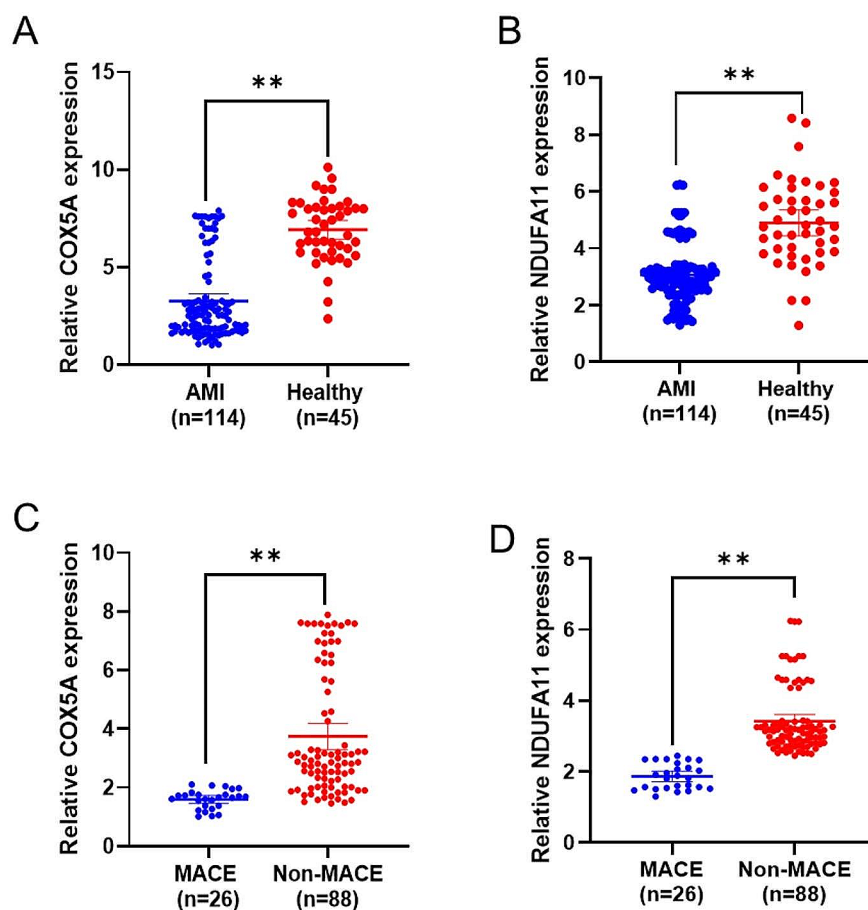 A
Relative COX5A expression
15
10
5
0
**
AMI
(n=114)
Healthy
(n=45)
B
Relative NDUFA11 expression
10
8
6
4
2
0
**
AMI
(n=114)
Healthy
(n=45)
C
Relative COX5A expression
10
8
6
4
2
0
**
MACE
(n=26)
Non-MACE
(n=88)
D
Relative NDUFA11 expression
8
6
4
2
0
**
MACE
(n=26)
Non-MACE
(n=88)